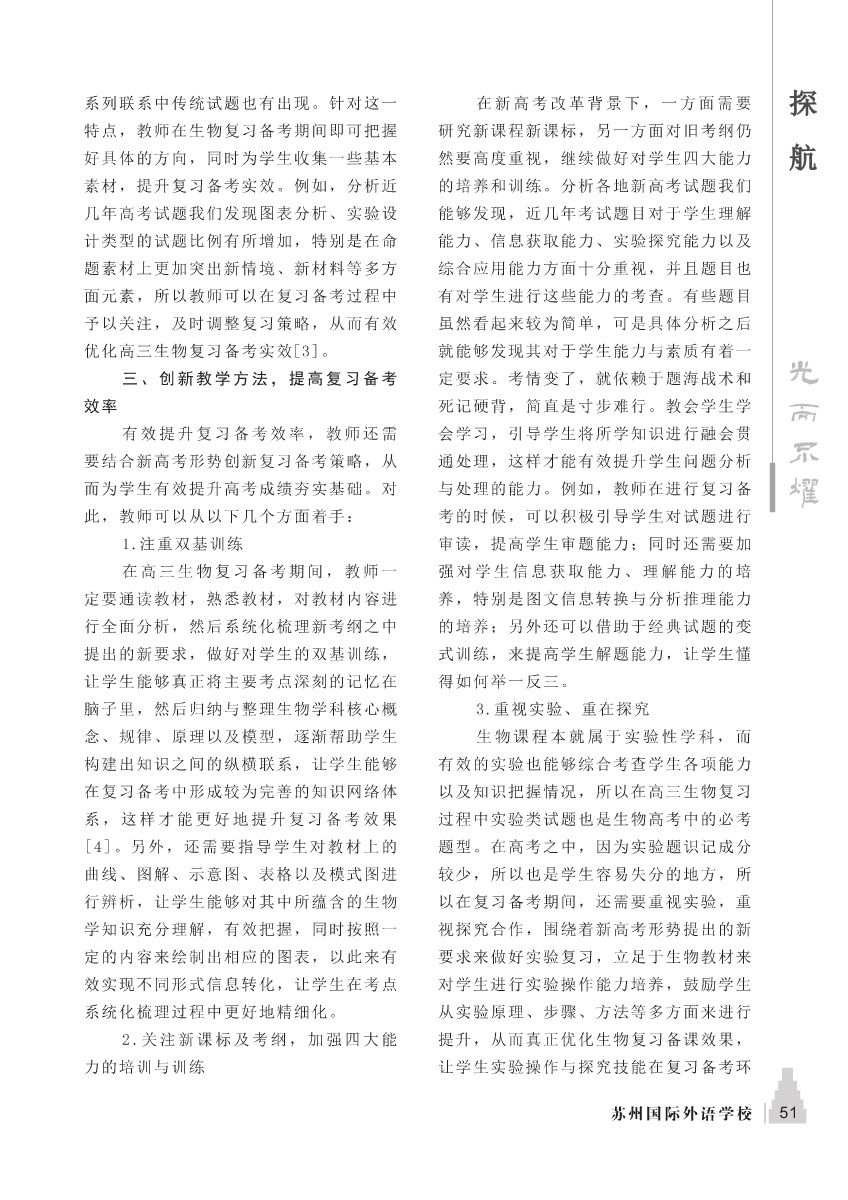 系列联系中传统试题也有出现。针对这一
特点，教师在生物复习备考期间即可把握
好具体的方向，同时为学生收集一些基本
素材，提升复习备考实效。例如，分析近
几年高考试题我们发现图表分析、实验设
计类型的试题比例有所增加，特别是在命
题素材上更加突出新情境、新材料等多方
面元素，所以教师可以在复习备考过程中
予以关注，及时调整复习策略，从而有效
优化高三生物复习备考实效[3]。
三、创新教学方法，提高复习备考
效率
有效提升复习备考效率，教师还需
要结合新高考形势创新复习备考策略，从
而为学生有效提升高考成绩夯实基础。对
此，教师可以从以下几个方面着手：
1.注重双基训练
在高三生物复习备考期间，教师一
定要通读教材，熟悉教材，对教材内容进
行全面分析，然后系统化梳理新考纲之中
提出的新要求，做好对学生的双基训练，
让学生能够真正将主要考点深刻的记忆在
脑子里，然后归纳与整理生物学科核心概
念、规律、原理以及模型，逐渐帮助学生
构建出知识之间的纵横联系，让学生能够
在复习备考中形成较为完善的知识网络体
系，这样才能更好地提升复习备考效果
[4]。另外，还需要指导学生对教材上的
曲线、图解、示意图、表格以及模式图进
行辨析，让学生能够对其中所蕴含的生物
学知识充分理解，有效把握，同时按照一
定的内容来绘制出相应的图表，以此来有
效实现不同形式信息转化，让学生在考点
系统化梳理过程中更好地精细化。
2.关注新课标及考纲，加强四大能
力的培训与训练
在新高考改革背景下，一方面需要
研究新课程新课标，另一方面对旧考纲仍
然要高度重视，继续做好对学生四大能力
的培养和训练。分析各地新高考试题我们
能够发现，近几年考试题目对于学生理解
能力、信息获取能力、实验探究能力以及
综合应用能力方面十分重视，并且题目也
有对学生进行这些能力的考查。有些题目
虽然看起来较为简单，可是具体分析之后
就能够发现其对于学生能力与素质有着一
定要求。考情变了，就依赖于题海战术和
死记硬背，简直是寸步难行。教会学生学
会学习，引导学生将所学知识进行融会贯
通处理，这样才能有效提升学生问题分析
与处理的能力。例如，教师在进行复习备
考的时候，可以积极引导学生对试题进行
审读，提高学生审题能力；同时还需要加
强对学生信息获取能力、理解能力的培
养，特别是图文信息转换与分析推理能力
的培养；另外还可以借助于经典试题的变
式训练，来提高学生解题能力，让学生懂
得如何举一反三。
3.重视实验、重在探究
生物课程本就属于实验性学科，而
有效的实验也能够综合考查学生各项能力
以及知识把握情况，所以在高三生物复习
过程中实验类试题也是生物高考中的必考
题型。在高考之中，因为实验题识记成分
较少，所以也是学生容易失分的地方，所
以在复习备考期间，还需要重视实验，重
视探究合作，围绕着新高考形势提出的新
要求来做好实验复习，立足于生物教材来
对学生进行实验操作能力培养，鼓励学生
从实验原理、步骤、方法等多方面来进行
提升，从而真正优化生物复习备课效果，
让学生实验操作与探究技能在复习备考环
探航
光而不耀
苏州国际外语学校 51